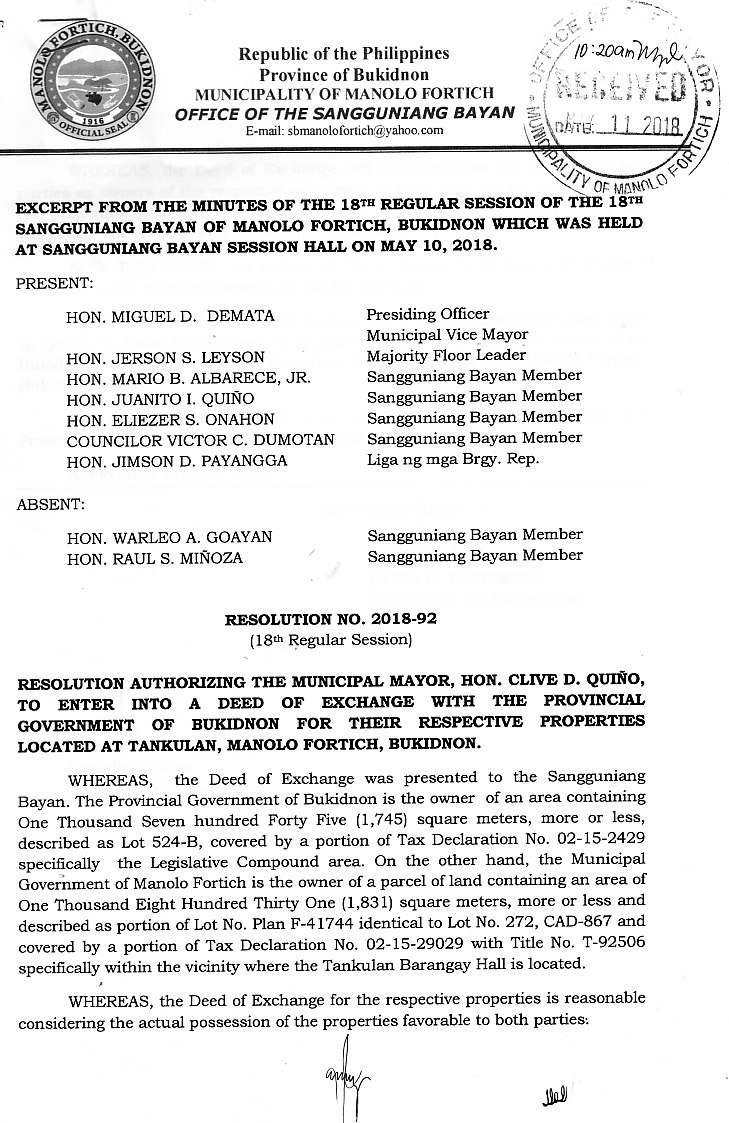 MANOLO FORTICH, BUKIDNON
1916
OFFICIAL SEAL
Republic of the Philippines
Province of Bukidnon
MUNICIPALITY OF MANOLO FORTICH
OFFICE OF THE SANGGUNIANG BAYAN
E-mail: sbmanolofortich@yahoo.com
OFFICE OF
MAYOR
10:20am
RECEIVED
DATE: 11 2018
MUNICIPALITY OF MANOLO FORTICH
EXCERPT FROM THE MINUTES OF THE 18TH REGULAR SESSION OF THE 18TH
SANGGUNIANG BAYAN OF MANOLO FORTICH, BUKIDNON WHICH WAS HELD
AT SANGGUNIANG BAYAN SESSION HALL ON MAY 10, 2018.
PRESENT:
HON. MIGUEL D. DEMATA Presiding Officer
Municipal Vice Mayor
HON. JERSON S. LEYSON Majority Floor Leader
HON. MARIO B. ALBARECE, JR. Sangguniang Bayan Member
HON. JUANITO I. QUIÑO Sangguniang Bayan Member
HON. ELIEZER S. ONAHON Sangguniang Bayan Member
COUNCILOR VICTOR C. DUMOTAN Sangguniang Bayan Member
HON. JIMSON D. PAYANGGA Liga ng mga Brgy. Rep.
ABSENT:
HON. WARLEO A. GOAYAN Sangguniang Bayan Member
HON. RAUL S. MIÑOZA Sangguniang Bayan Member
RESOLUTION NO. 2018-92
(18th Regular Session)
RESOLUTION AUTHORIZING THE MUNICIPAL MAYOR, HON. CLIVE D. QUIÑO,
TO ENTER INTO A DEED OF EXCHANGE WITH THE PROVINCIAL
GOVERNMENT OF BUKIDNON FOR THEIR RESPECTIVE PROPERTIES
LOCATED AT TANKULAN, MANOLO FORTICH, BUKIDNON.
WHEREAS, the Deed of Exchange was presented to the Sangguniang
Bayan. The Provincial Government of Bukidnon is the owner of an area containing
One Thousand Seven hundred Forty Five (1,745) square meters, more or less,
described as Lot 524-B, covered by a portion of Tax Declaration No. 02-15-2429
specifically the Legislative Compound area. On the other hand, the Municipal
Government of Manolo Fortich is the owner of a parcel of land containing an area of
One Thousand Eight Hundred Thirty One (1,831) square meters, more or less and
described as portion of Lot No. Plan F-41744 identical to Lot No. 272, CAD-867 and
covered by a portion of Tax Declaration No. 02-15-29029 with Title No. T-92506
specifically within the vicinity where the Tankulan Barangay Hall is located.
WHEREAS, the Deed of Exchange for the respective properties is reasonable
considering the actual possession of the properties favorable to both parties.